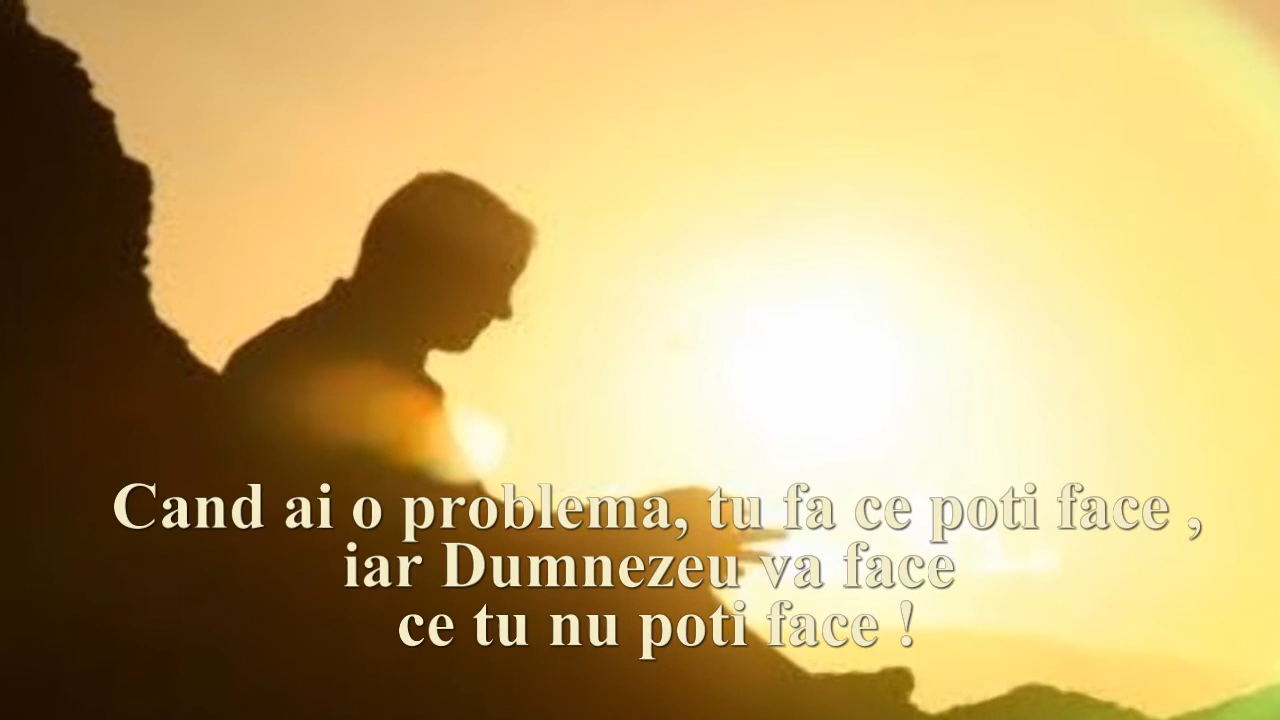 Cand ai o problema, tu fa ce poti face ,
iar Dumnezeu va face
ce tu nu poti face !